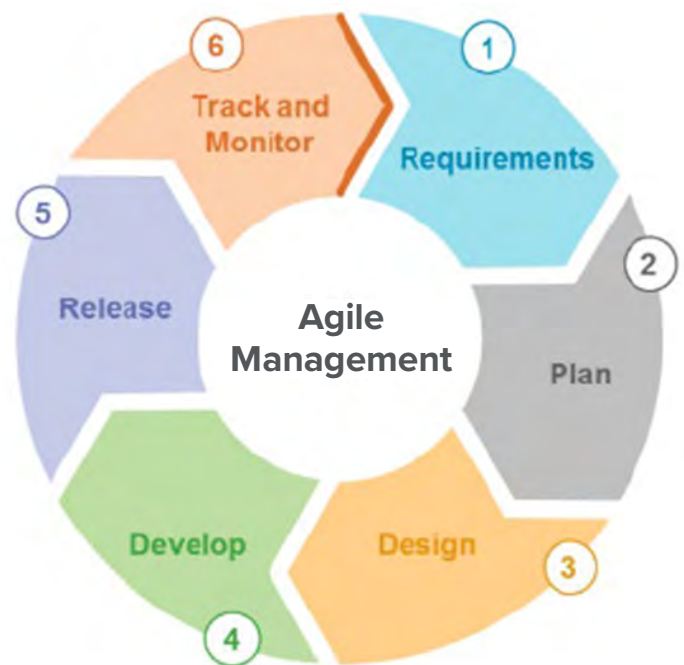 1
Requirements
2
Plan
3
Design
4
Develop
5
Release
6
Track and
Monitor
Agile
Management